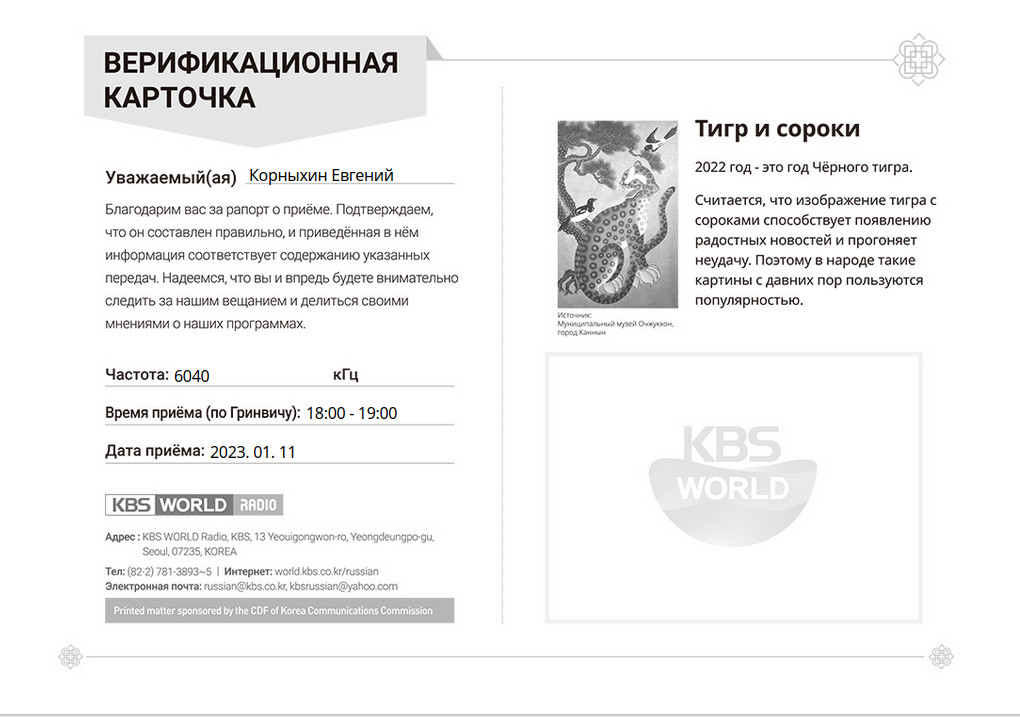 ВЕРИФИКАЦИОННАЯ
КАРТОЧКА
Уважаемый(ая) Корныхин Евгений
Благодарим вас за рапорт о приёме. Подтверждаем,
что он составлен правильно, и приведённая в нём
информация соответствует содержанию указанных
передач. Надеемся, что вы и впредь будете внимательно
следить за нашим вещанием и делиться своими
мнениями о наших программах.
Частота: 6040 кГц
Время приёма (по Гринвичу): 18:00 - 19:00
Дата приёма: 2023. 01. 11
KBS WORLD RADIO
Адрес : KBS WORLD Radio, KBS, 13 Yeouigongwon-ro, Yeongdeungpo-gu,
Seoul, 07235, KOREA
Тел: (82-2) 781-3893~5 | Интернет: world.kbs.co.kr/russian
Электронная почта: russian@kbs.co.kr, kbsrussian@yahoo.com
Printed matter sponsored by the CDF of Korea Communications Commission
Тигр и сороки
2022 год - это год Чёрного тигра.
Считается, что изображение тигра с
сороками способствует появлению
радостных новостей и прогоняет
неудачу. Поэтому в народе такие
картины с давних пор пользуются
популярностью.
Источник:
Муниципальный музей Очжуккон,
город Каннын
KBS
WORLD